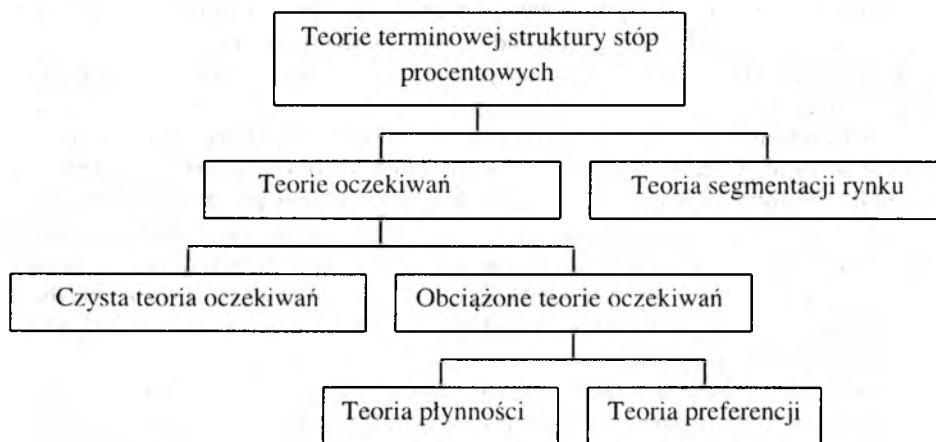 Teorie terminowej struktury stóp
procentowych
Teorie oczekiwań
Teoria segmentacji rynku
Czysta teoria oczekiwań
Obciążone teorie oczekiwań
Teoria płynności
Teoria preferencji